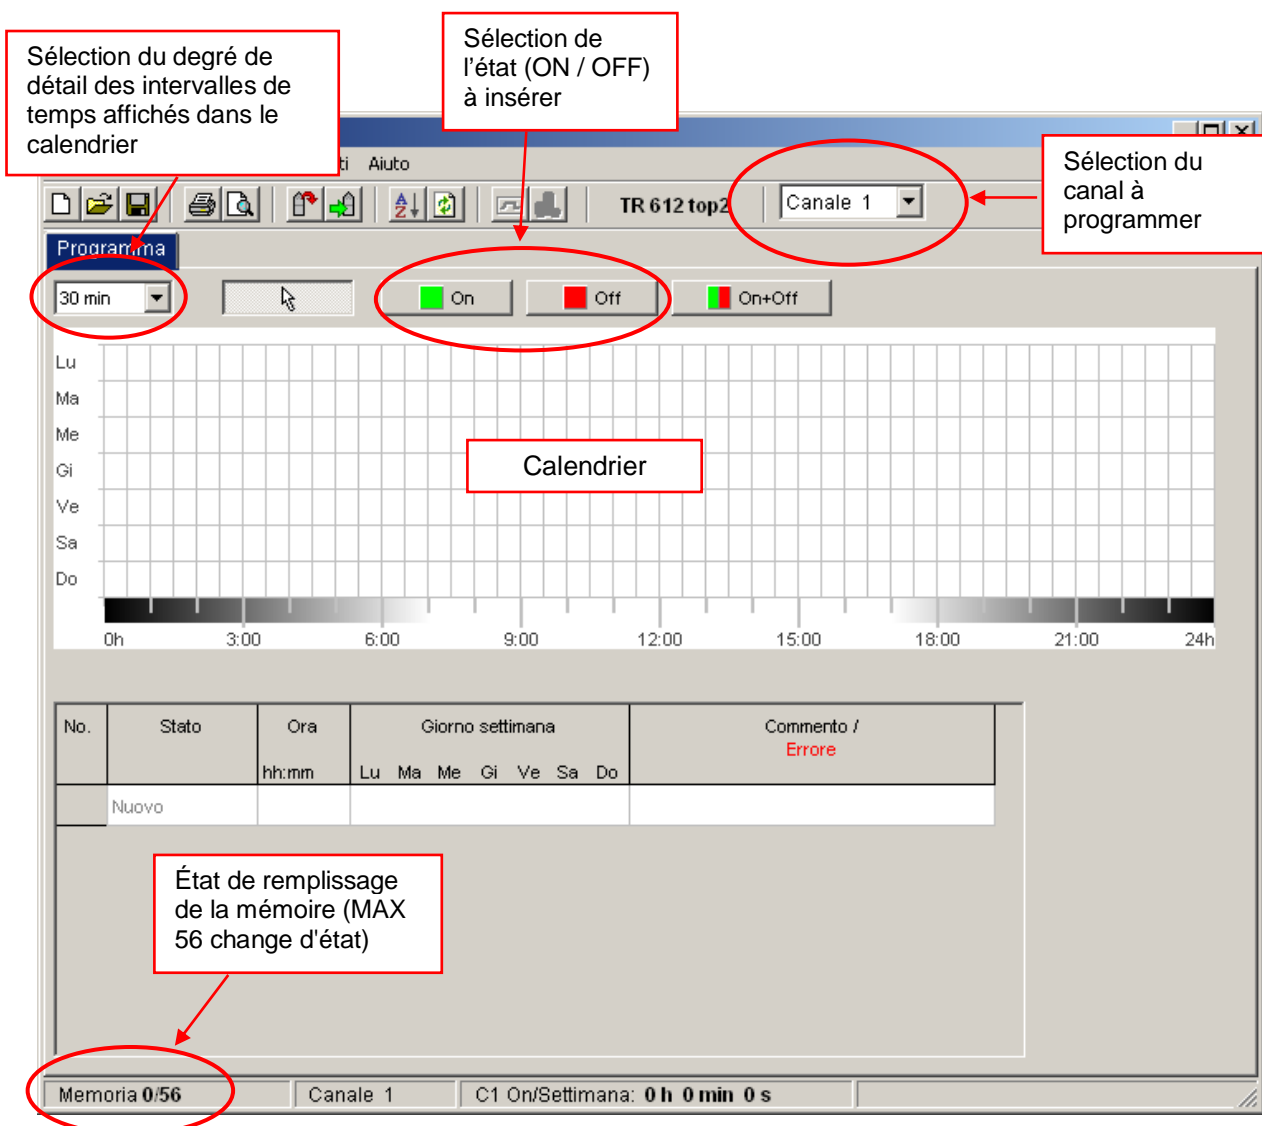 Sélection du degré de
détail des intervalles de
temps affichés dans le
calendrier
Sélection de
l'état (ON / OFF)
à insérer
Sélection du
canal à
programmer
ti Aiuto
TR 612 top2
Canale 1
Programma
30 min
On
Off
On+Off
Lu
Ma
Me
Gi
Ve
Sa
Do
Calendrier
0h 3:00 6:00 9:00 12:00 15:00 18:00 21:00 24h
No. Stato Ora Giorno settimana Commento /
Errore
hh:mm Lu Ma Me Gi Ve Sa Do
Nuovo
État de remplissage
de la mémoire (MAX
56 change d'état)
Memoria 0/56 Canale 1 C1 On/Settimana: 0 h 0 min 0 s